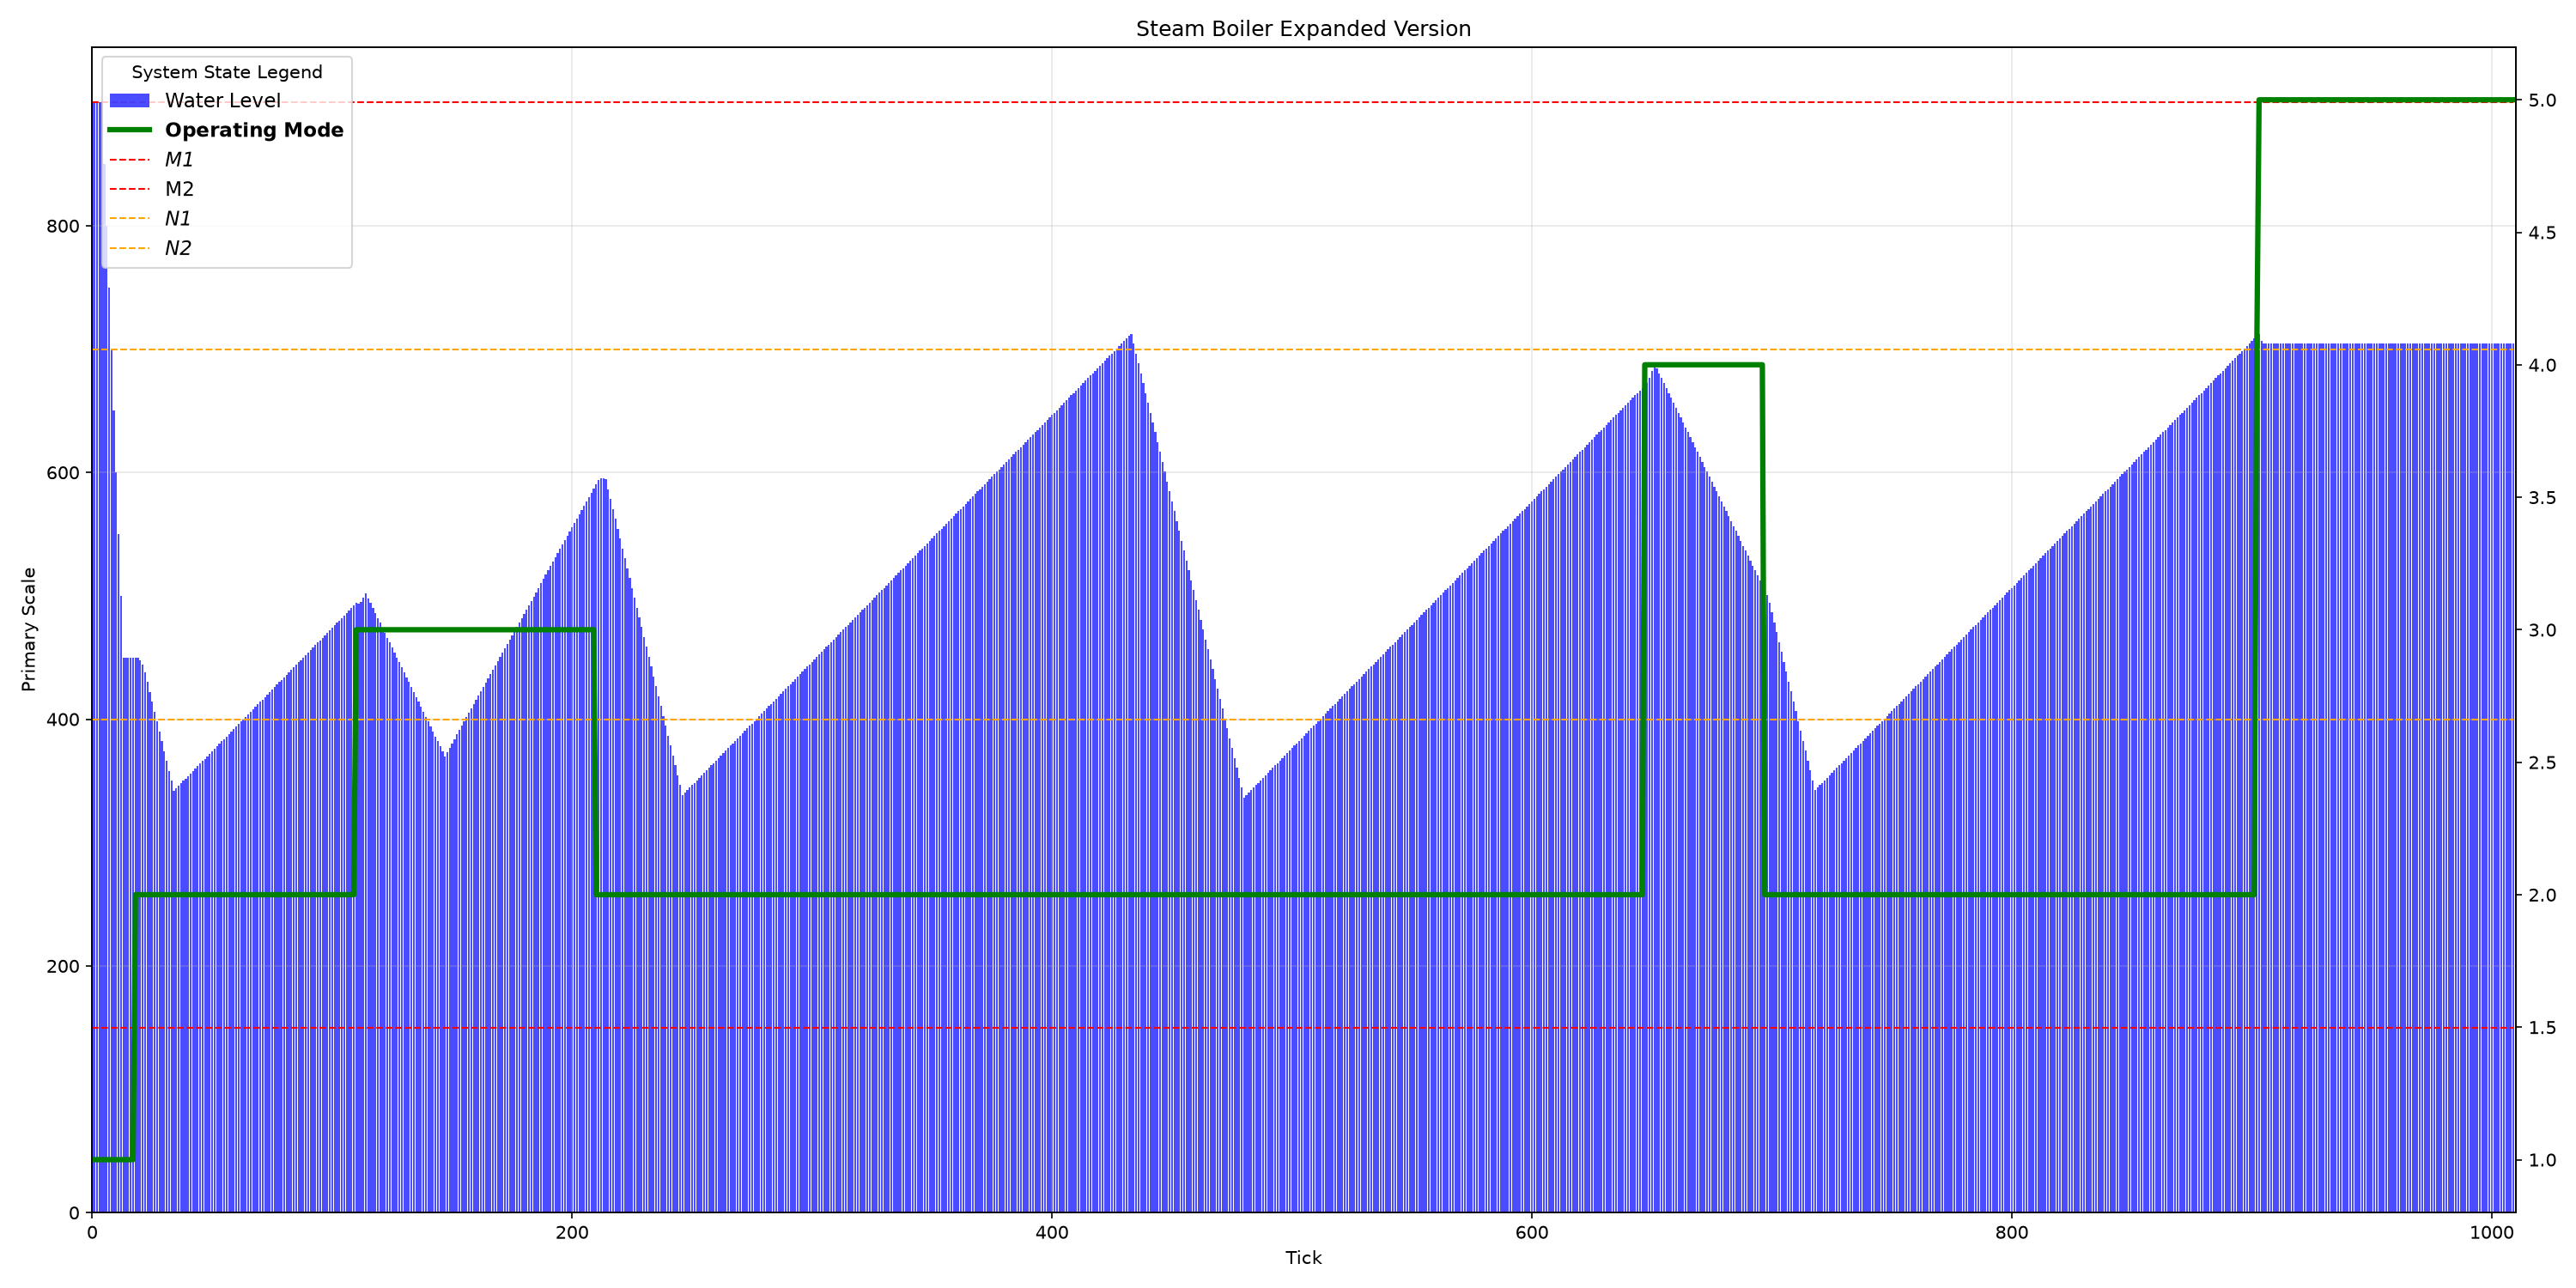 Steam Boiler Expanded Version
System State Legend
Water Level
Operating Mode
M1
M2
N1
N2
Primary Scale
800
600
400
200
0
0 200 400 600 800 1000
Tick
5.0
4.5
4.0
3.5
3.0
2.5
2.0
1.5
1.0